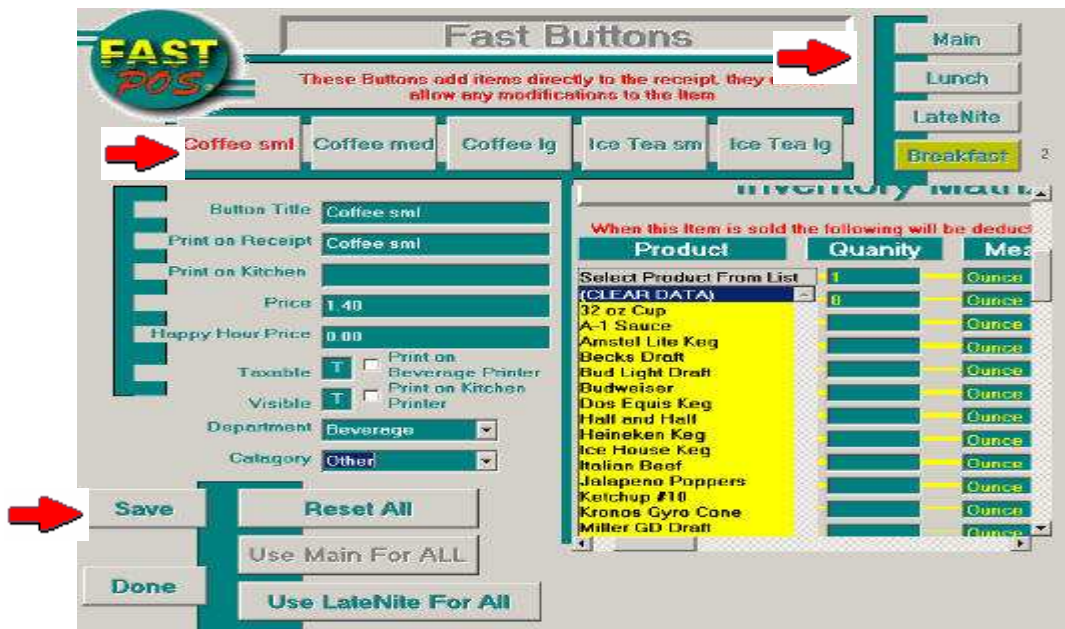 FAST
POS
Fast Buttons
These Buttons add items directly to the receipt, they
allow any modifications to the Item
Main
Lunch
LateNite
Breakfast
2
Coffee sml
Coffee med
Coffee lg
Ice Tea sm
Ice Tea lg
Button Title
Coffee sml
Print on Receipt
Coffee sml
Print on Kitchen
Price
1.40
Happy Hour Price
0.00
Taxable
T
Print on
Beverage Printer
Visible
T
Print on Kitchen
Printer
Department
Beverage
Catagory
Other
Inventory
When this Item is sold the following will be deduc
Product
Quanity
Mea
Select Product From List
1
Ounce
(CLEAR DATA)
8
Ounce
32 oz Cup
Ounce
A-1 Sauce
Amstel Lite Keg
Ounce
Becks Draft
Ounce
Bud Light Draft
Budweiser
Ounce
Dos Equis Keg
Ounce
Half and Half
Heineken Keg
Ounce
Ice House Keg
Ounce
Italian Beef
Ounce
Jalapeno Poppers
Ounce
Ketchup #10
Kronos Gyro Cone
Ounce
Miller GD Draft
Ounce
Save
Reset All
Use Main For ALL
Done
Use LateNite For All